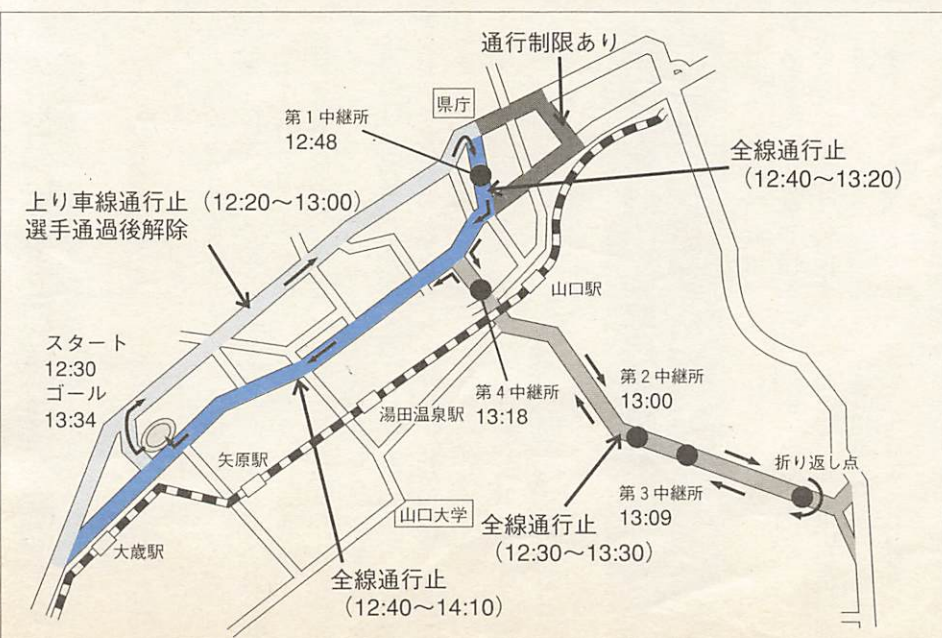 通行制限あり
県庁
第1中継所
12:48
全線通行止
(12:40〜13:20)
上り車線通行止(12:20〜13:00)
選手通過後解除
山口駅
スタート
12:30
ゴール
13:34
第4中継所
13:18
第2中継所
13:00
湯田温泉駅
折り返し点
矢原駅
第3中継所
13:09
山口大学
全線通行止
(12:30〜13:30)
大歳駅
全線通行止
(12:40〜14:10)